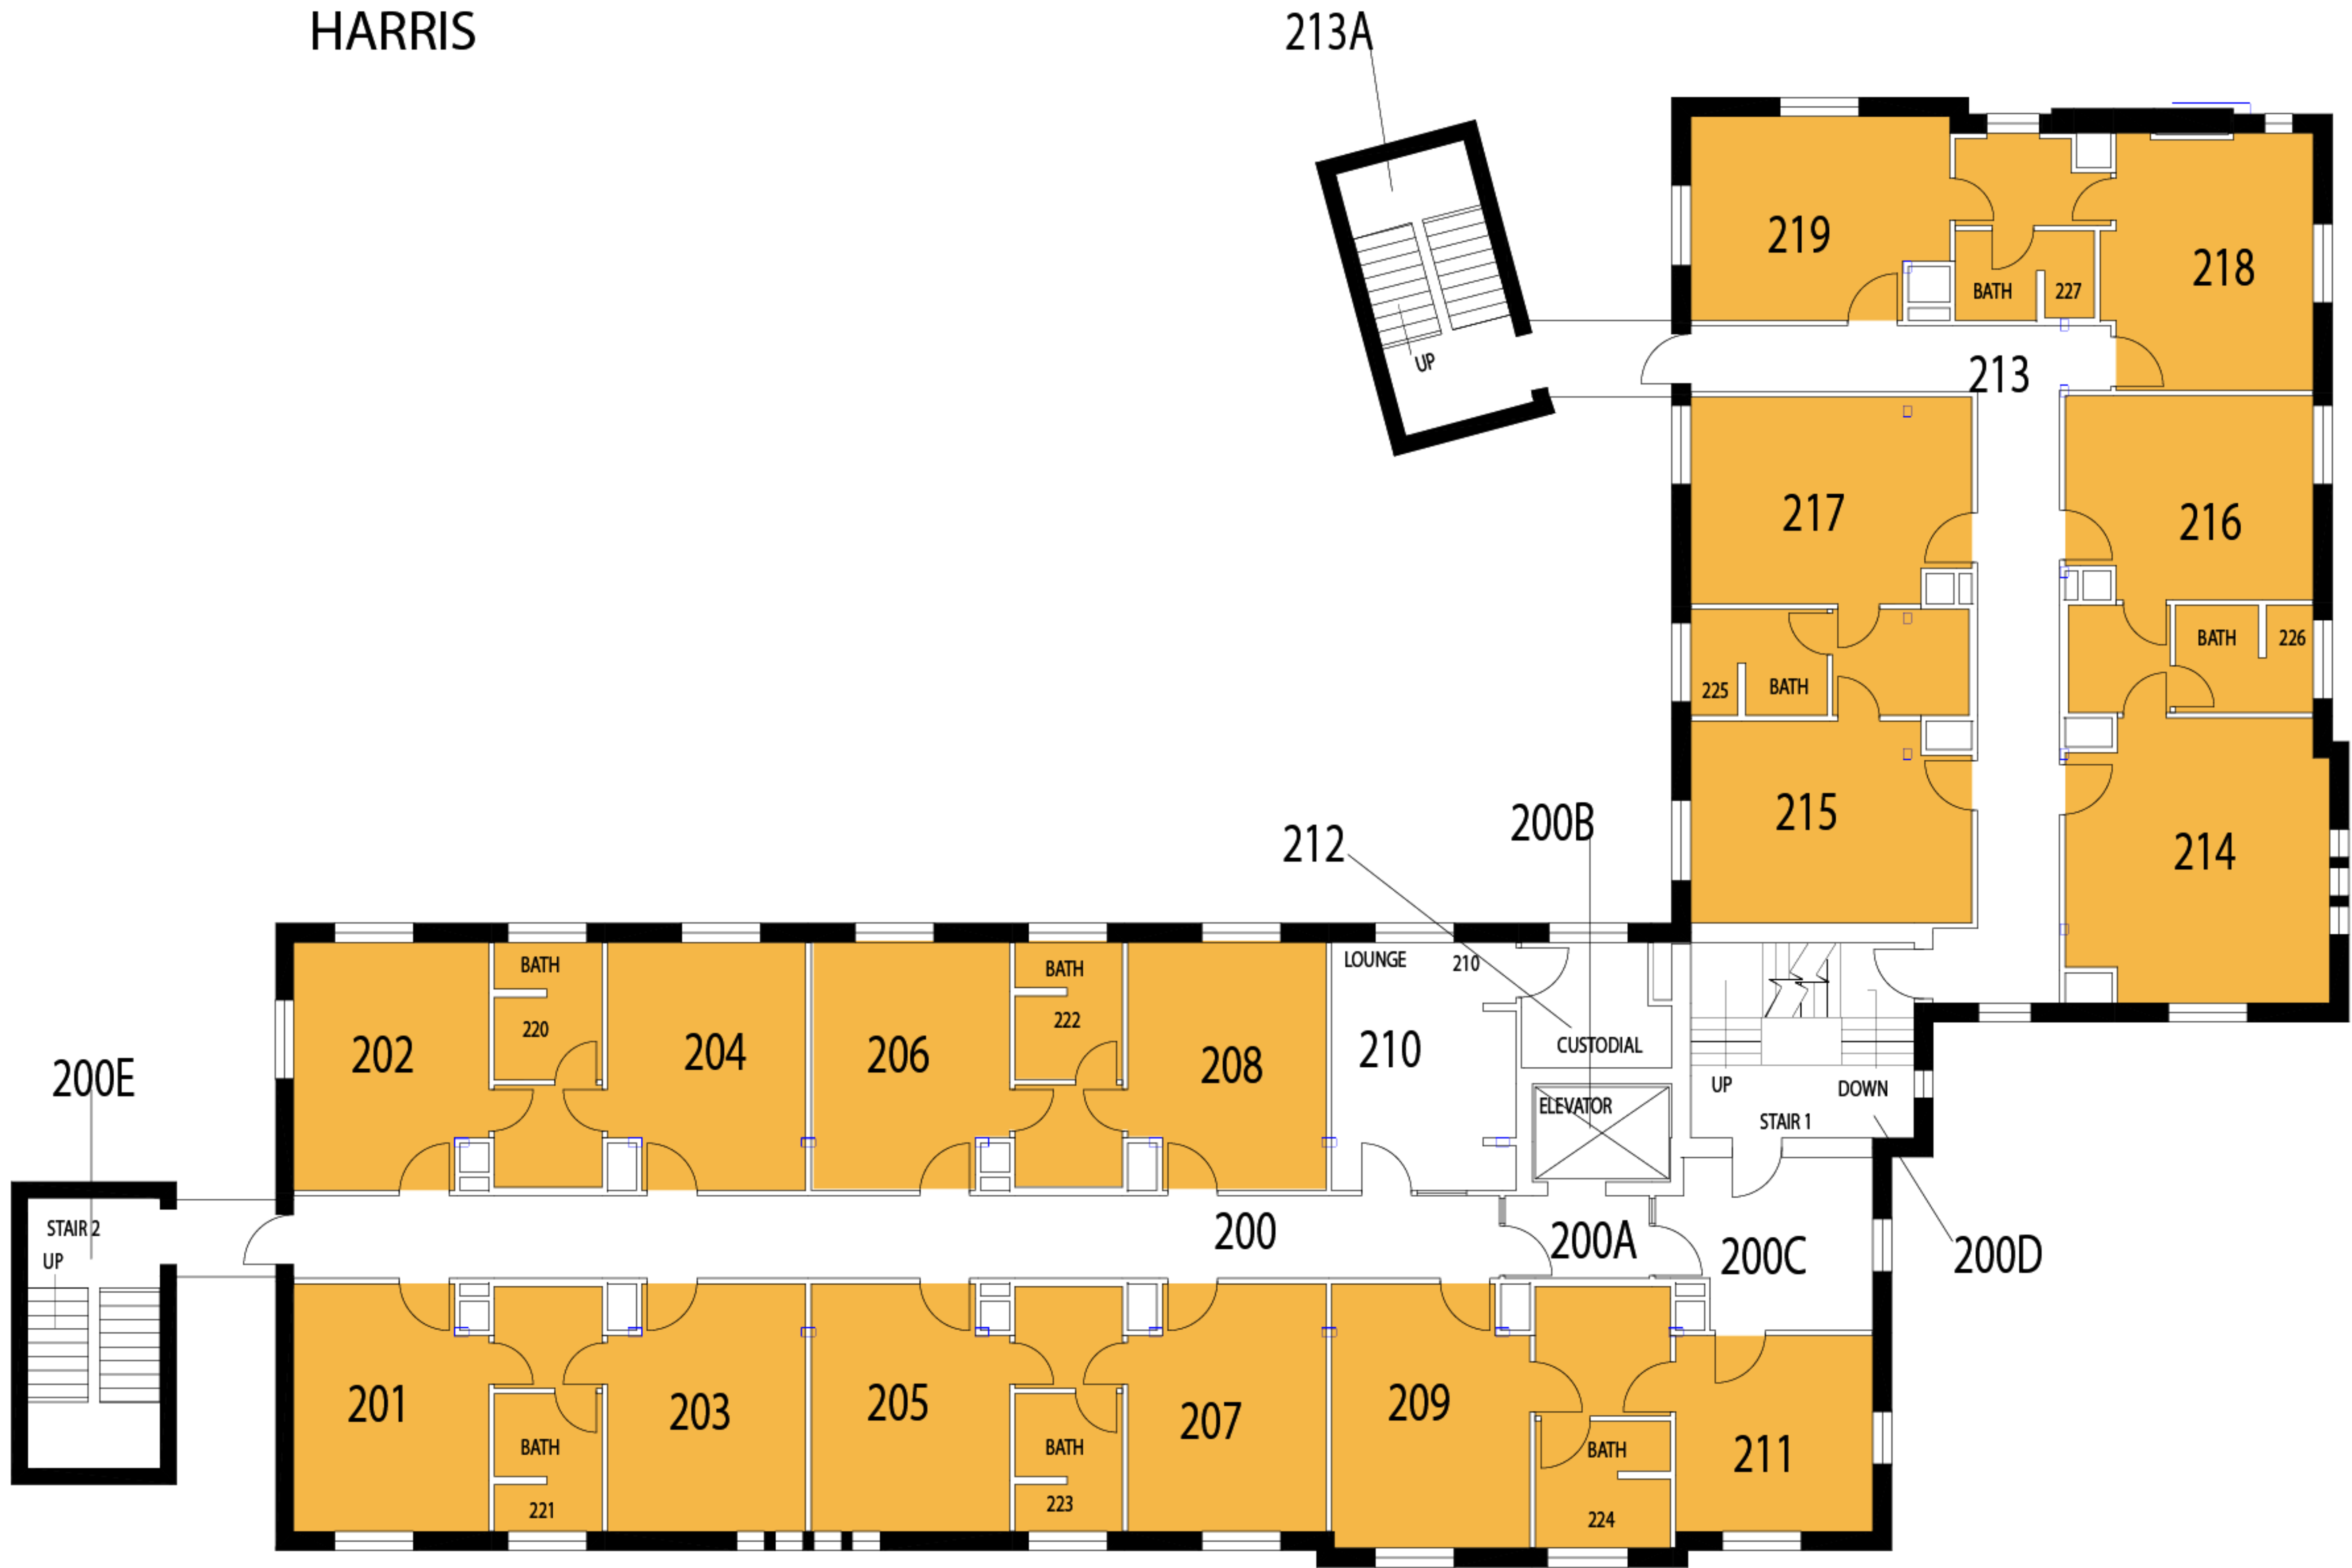 HARRIS
213A
219
218
BATH
227
UP
213
217
216
BATH
226
225
BATH
215
214
200B
212
LOUNGE
210
BATH
BATH
220
222
202
204
206
208
210
CUSTODIAL
200E
UP
DOWN
ELEVATOR
STAIR 1
STAIR 2
UP
200
200A
200C
200D
201
203
205
207
209
211
BATH
BATH
BATH
221
223
224